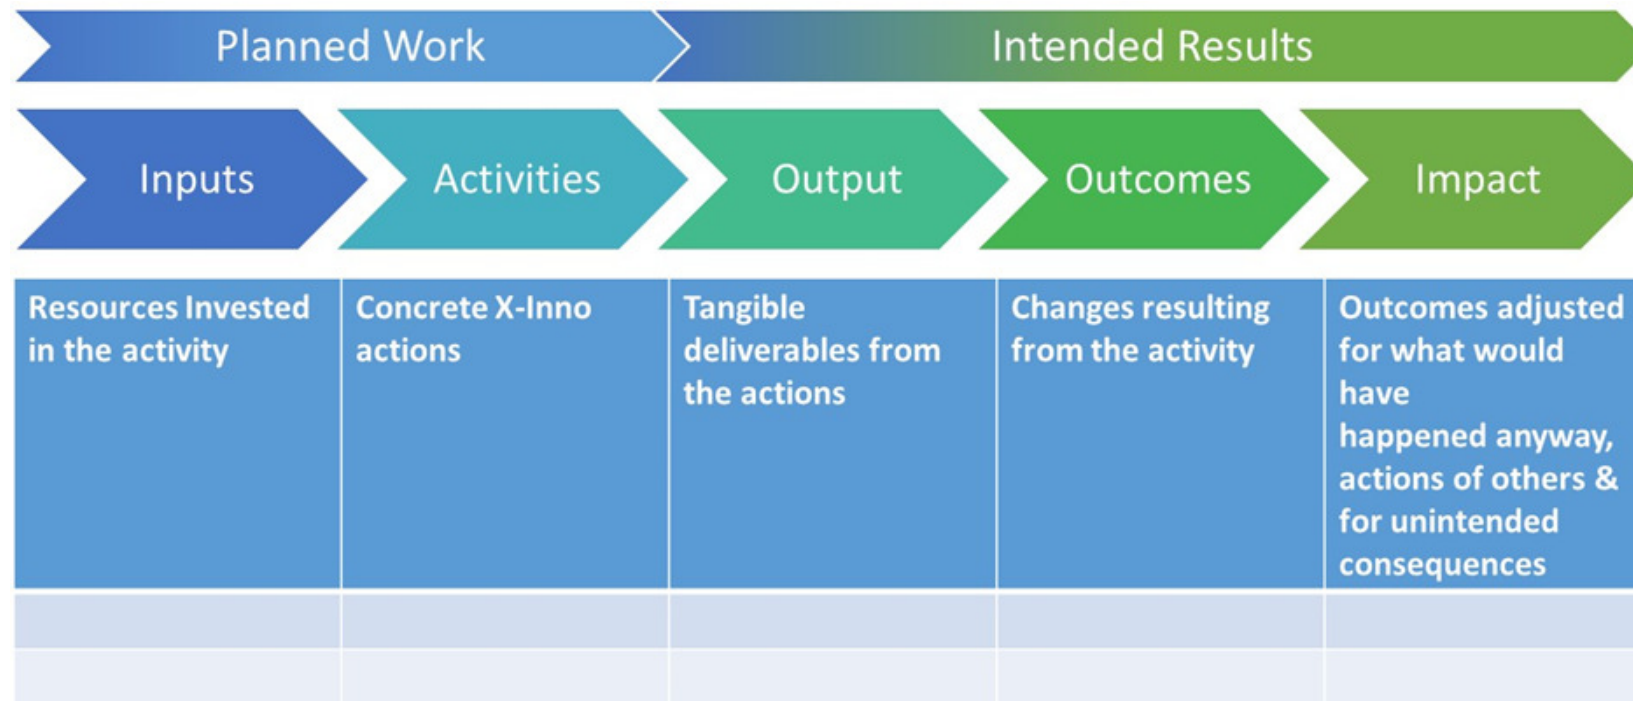 Planned Work
Intended Results
Inputs
Activities
Output
Outcomes
Impact
Resources Invested
in the activity
Concrete X-Inno
actions
Tangible
deliverables from
the actions
Changes resulting
from the activity
Outcomes adjusted
for what would
have
happened anyway,
actions of others &
for unintended
consequences